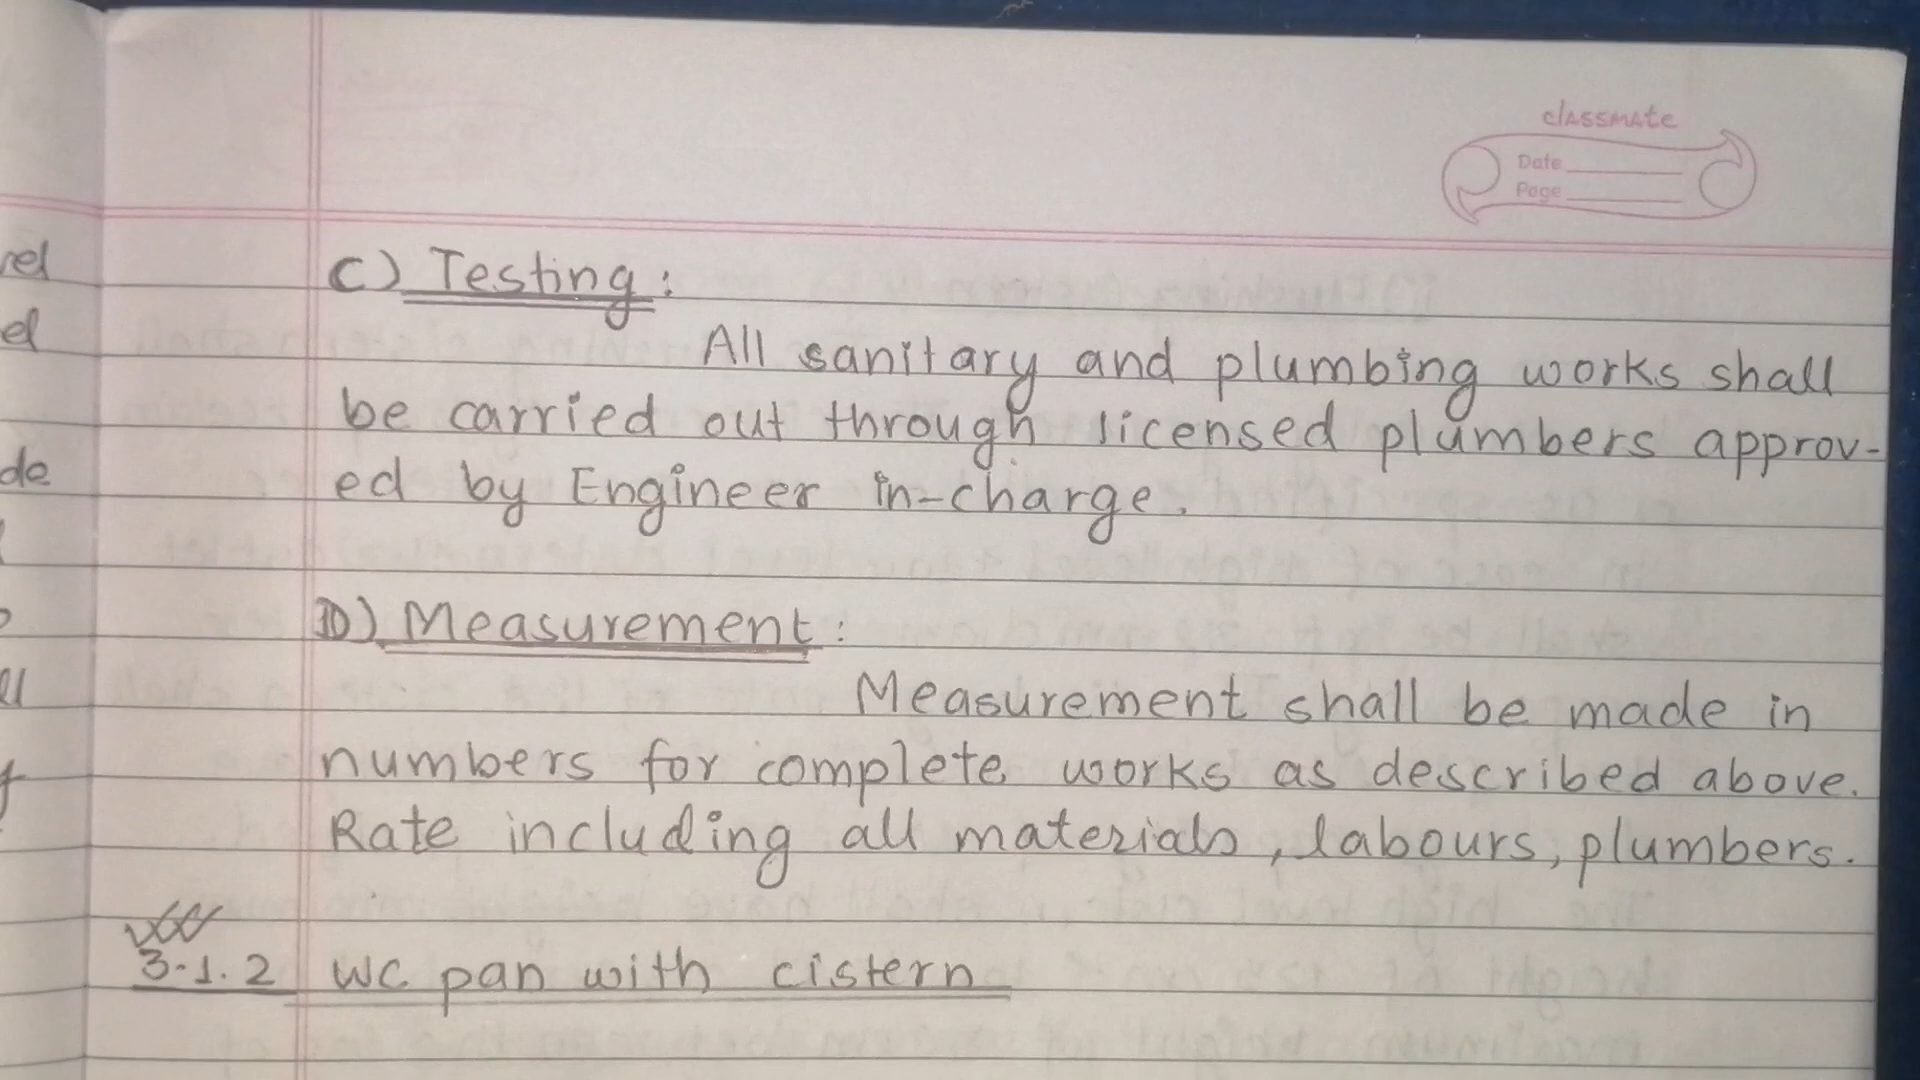 classmate
Date
Page
C) Testing:
All sanitary and plumbing works shall
be carried out through licensed plumbers approv-
ed by Engineer in-charge.
D) Measurement:
Measurement shall be made in
numbers for complete works as described above.
Rate including all materials, labours, plumbers.
3.1.2 WC pan with cistern